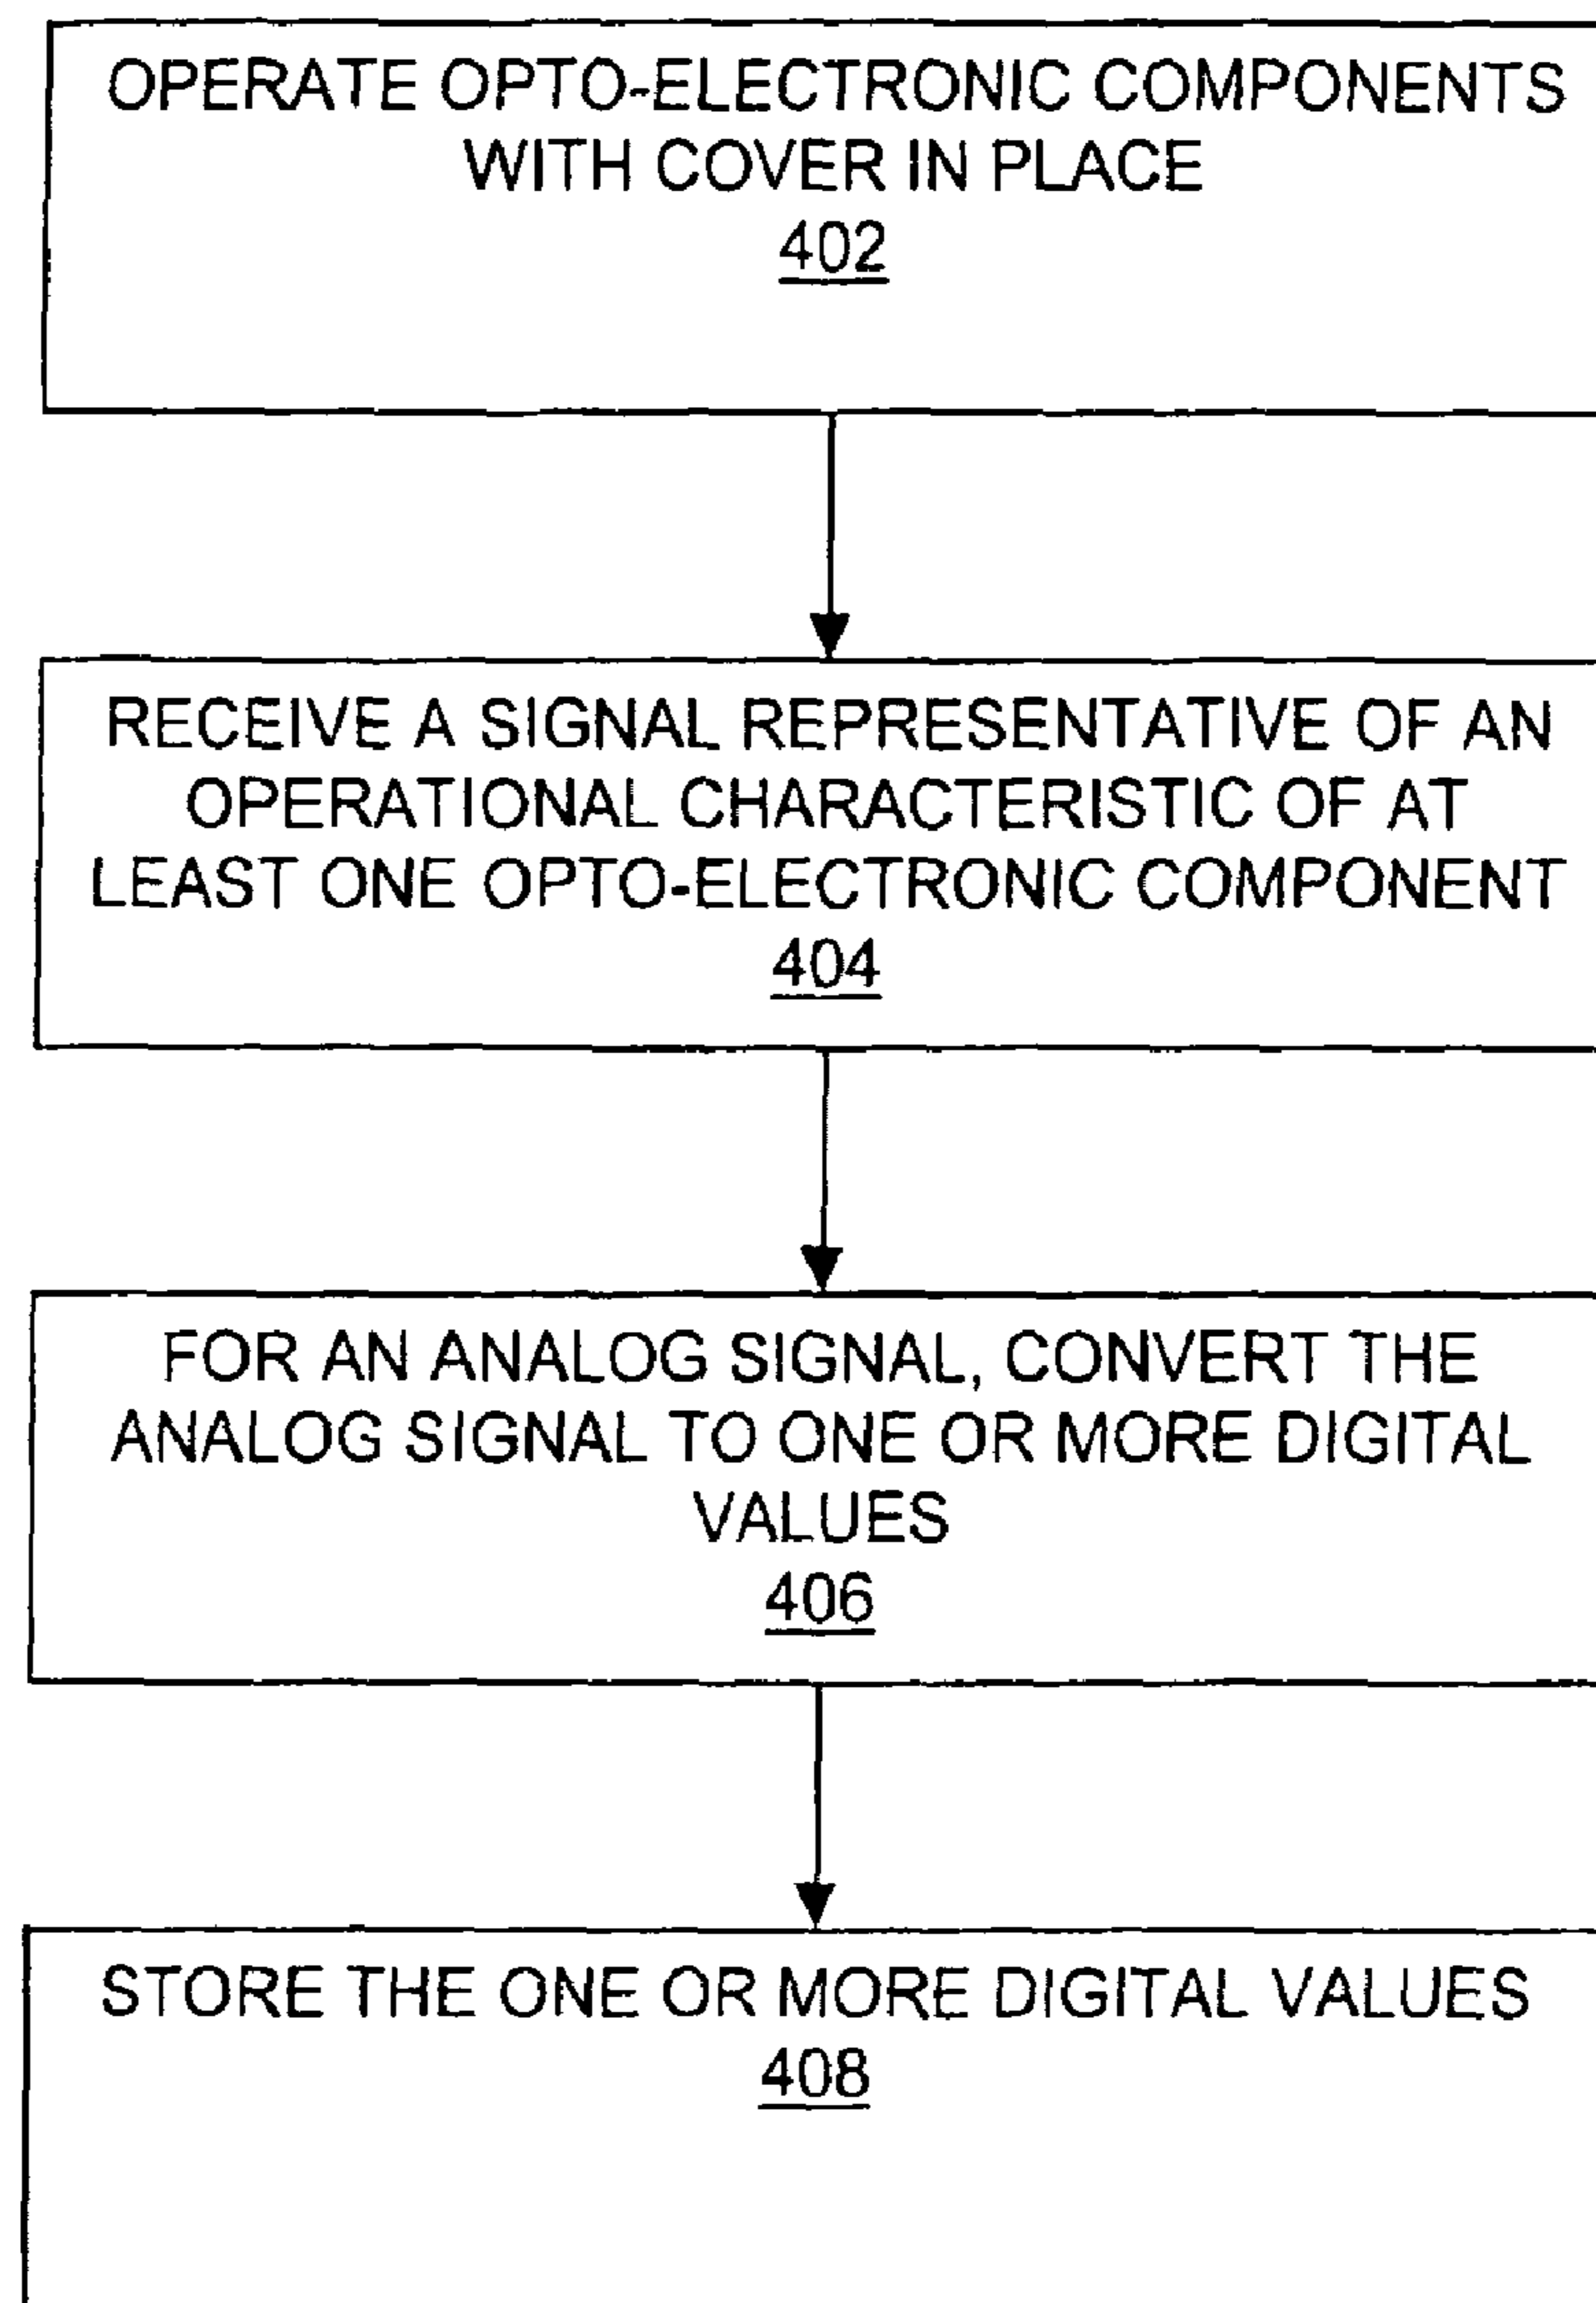 OPERATE OPTO-ELECTRONIC COMPONENTS
WITH COVER IN PLACE
402
RECEIVE A SIGNAL REPRESENTATIVE OF AN
OPERATIONAL CHARACTERISTIC OF AT
LEAST ONE OPTO-ELECTRONIC COMPONENT
404
FOR AN ANALOG SIGNAL, CONVERT THE
ANALOG SIGNAL TO ONE OR MORE DIGITAL
VALUES
406
STORE THE ONE OR MORE DIGITAL VALUES
408